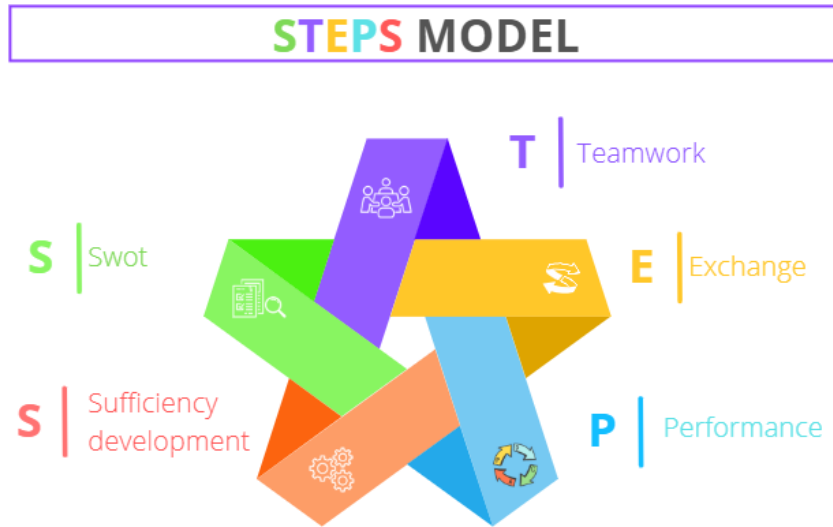 STEPS MODEL
S
Swot
T
Teamwork
E
Exchange
P
Performance
S
Sufficiency
development